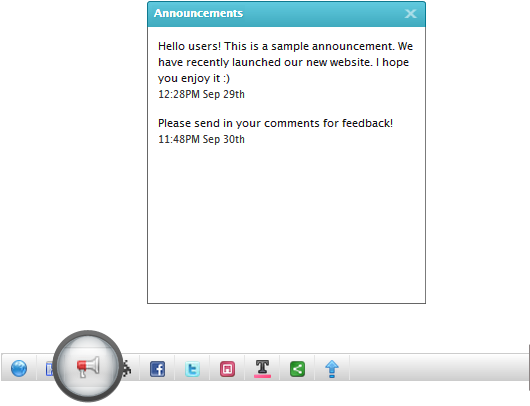 Announcements
Hello users! This is a sample announcement. We
have recently launched our new website. I hope
you enjoy it :)
12:28PM Sep 29th
Please send in your comments for feedback!
11:48PM Sep 30th